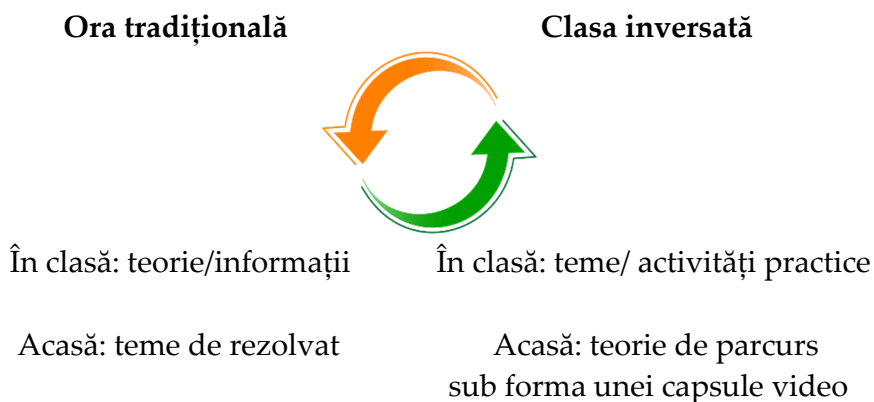 Ora tradițională
Clasa inversată
În clasă: teorie/informații
În clasă: teme/ activități practice
Acasă: teme de rezolvat
Acasă: teorie de parcurs
sub forma unei capsule video